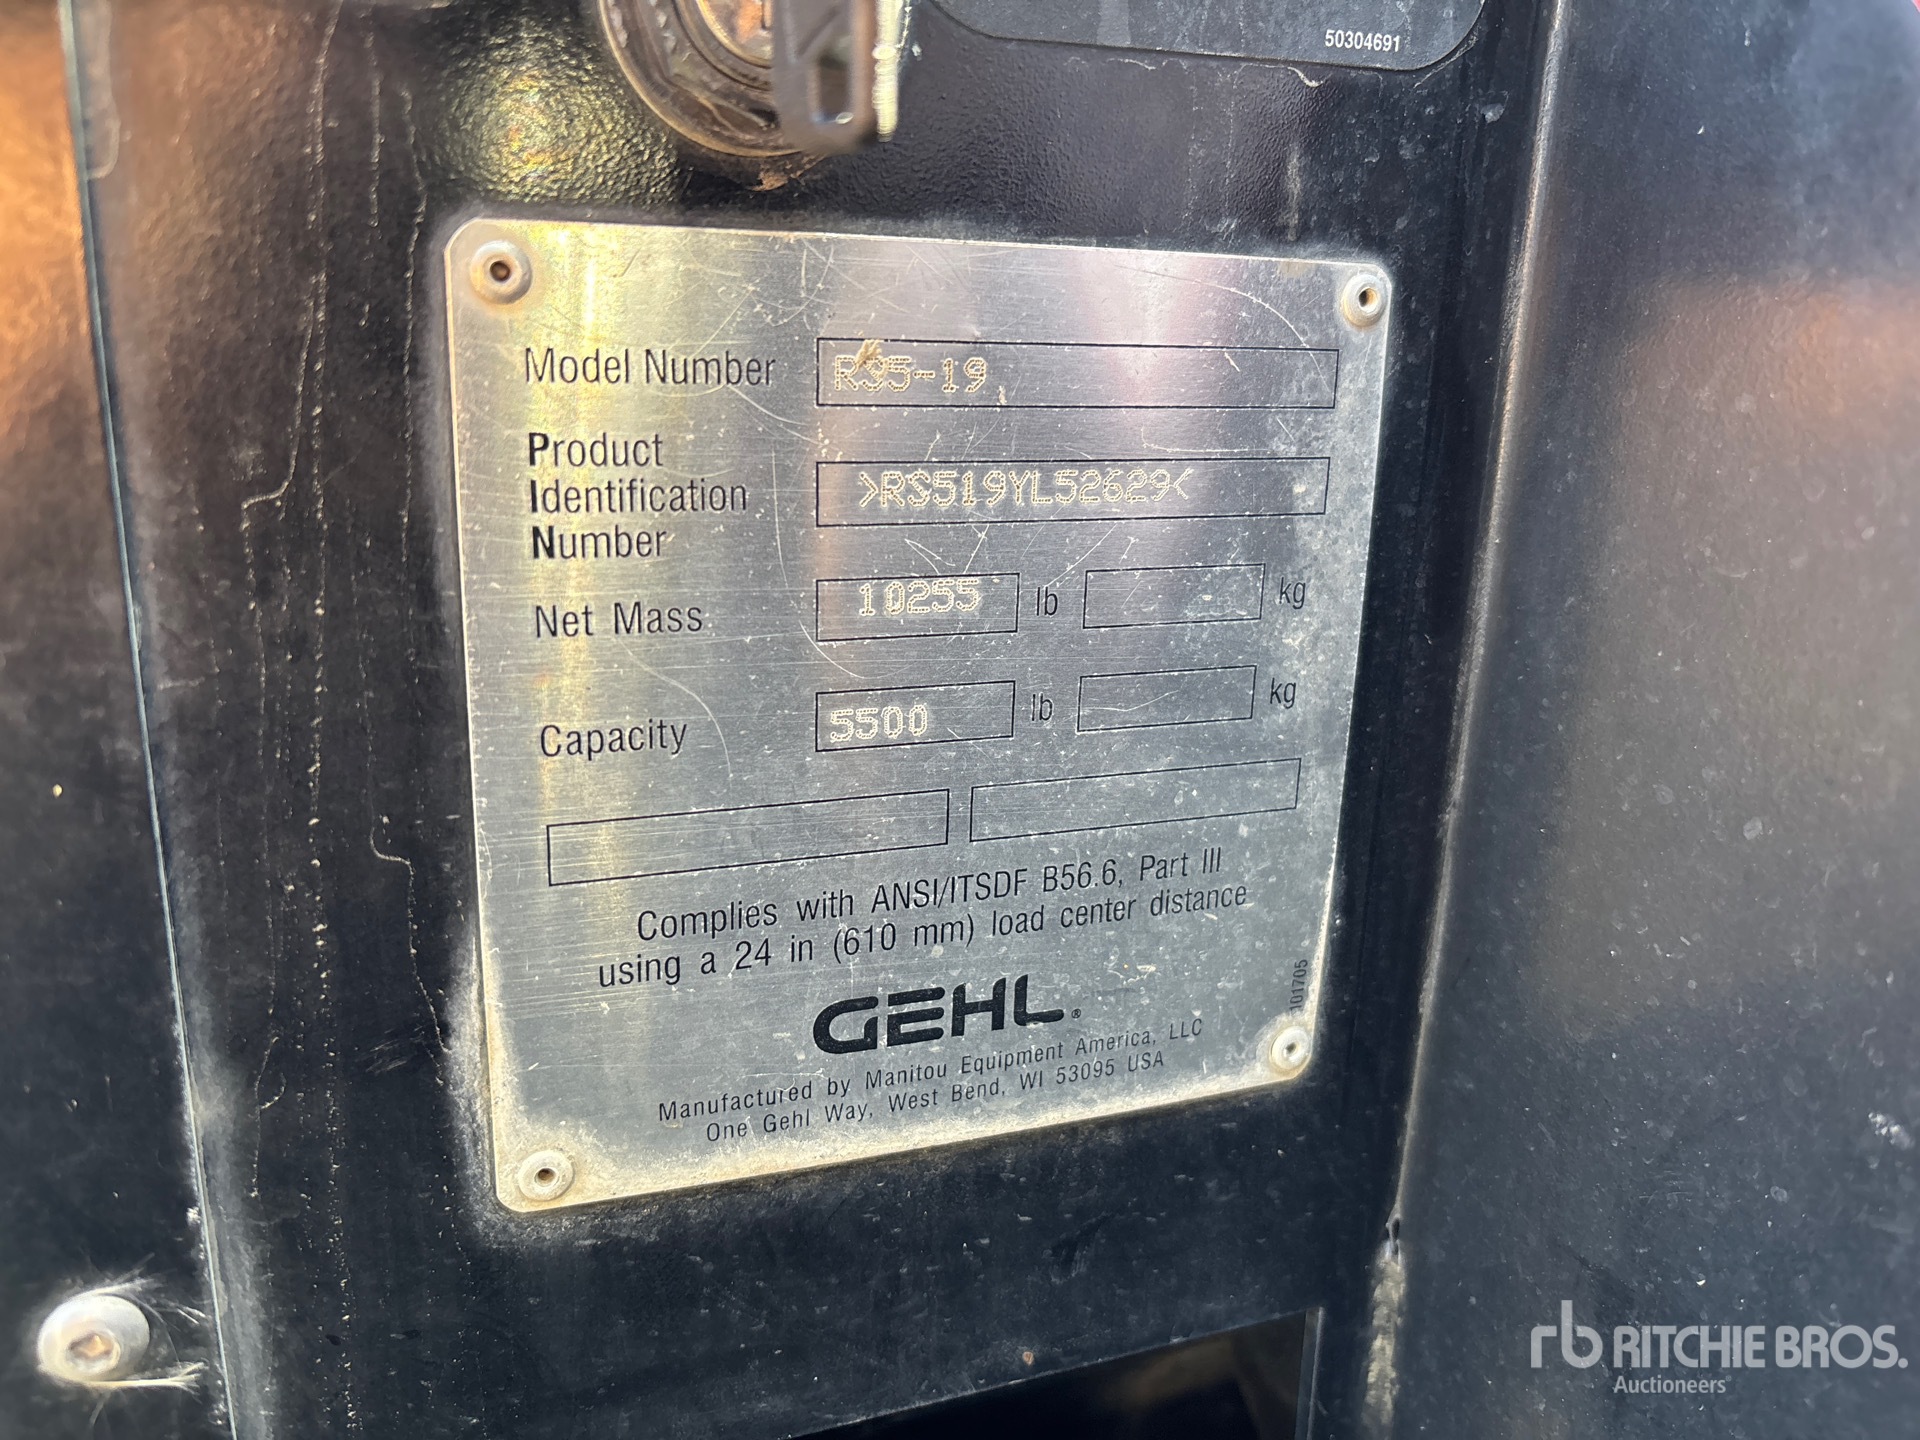 50304691
Model Number RS5-19
Product
Identification
Number >RS519YL52629<
Net Mass 10255 lb kg
Capacity 5500 lb kg
Complies with ANSI/ITSDF B56.6, Part III
using a 24 in (610 mm) load center distance
101705
GEHL®
Manufactured by Manitou Equipment America, LLC
One Gehl Way, West Bend, WI 53095 USA
rb RITCHIE BROS.
Auctioneers